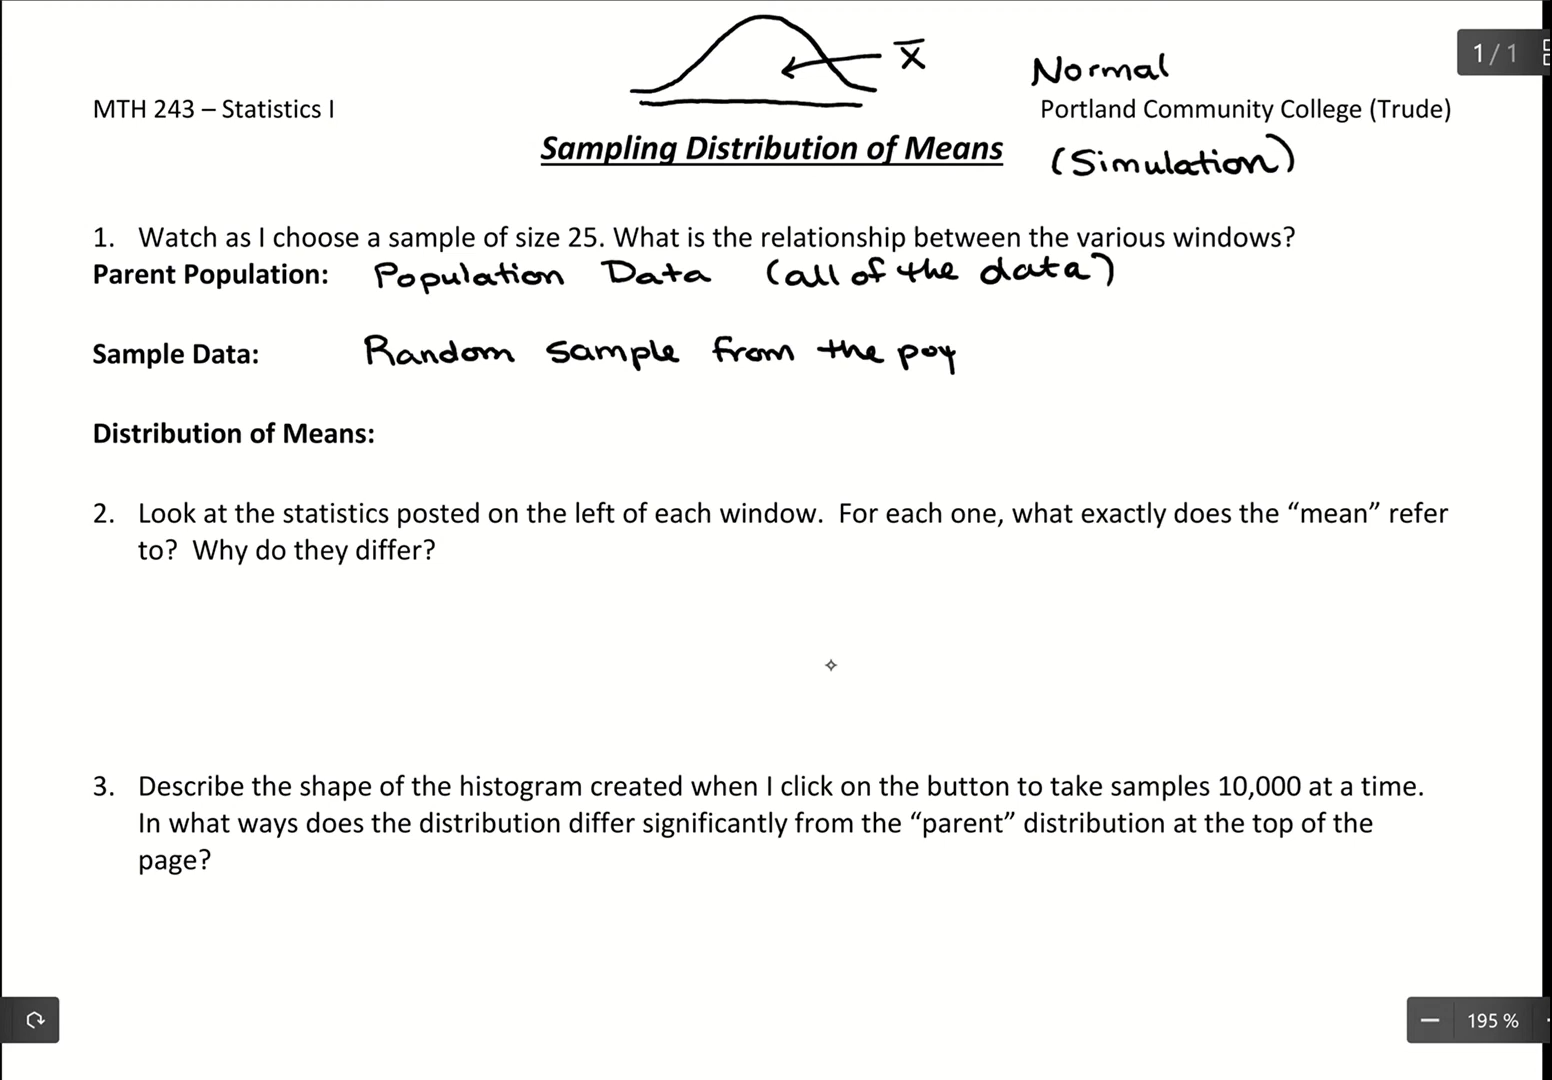 x̄
Normal
1 / 1
MTH 243 – Statistics I
Portland Community College (Trude)
Sampling Distribution of Means
(Simulation)
1. Watch as I choose a sample of size 25. What is the relationship between the various windows?
Parent Population: Population Data (all of the data)
Sample Data: Random sample from the poy
Distribution of Means:
2. Look at the statistics posted on the left of each window. For each one, what exactly does the “mean” refer
to? Why do they differ?
3. Describe the shape of the histogram created when I click on the button to take samples 10,000 at a time.
In what ways does the distribution differ significantly from the “parent” distribution at the top of the
page?
195 %